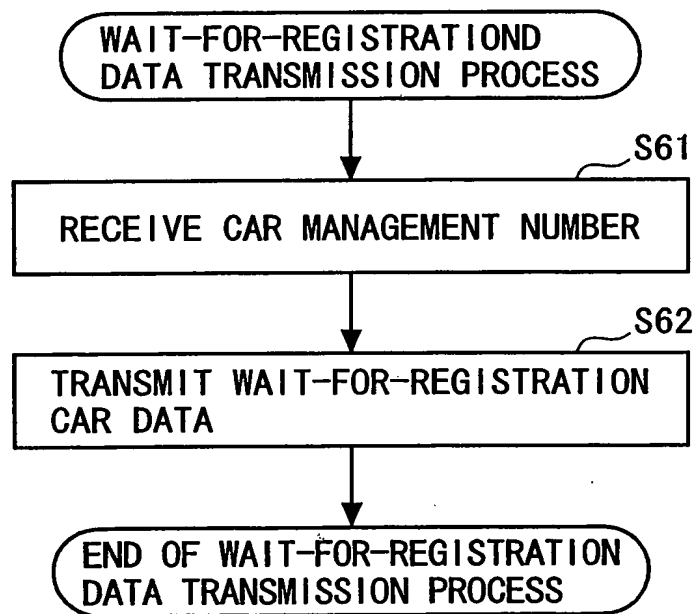 WAIT-FOR-REGISTRATIOND
DATA TRANSMISSION PROCESS
S61
RECEIVE CAR MANAGEMENT NUMBER
S62
TRANSMIT WAIT-FOR-REGISTRATION
CAR DATA
END OF WAIT-FOR-REGISTRATION
DATA TRANSMISSION PROCESS